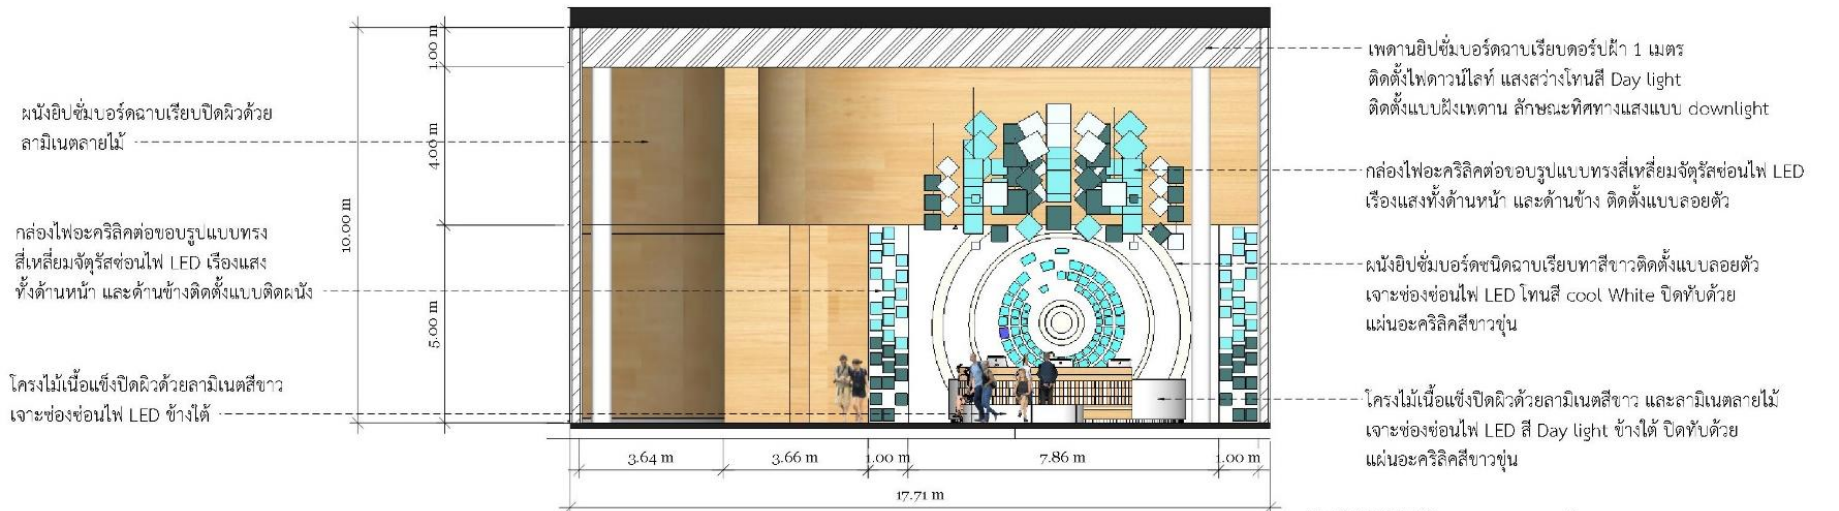 ผนังยิปซั่มบอร์ดฉาบเรียบปิดผิวด้วย
ลามิเนตลายไม้
กล่องไฟอะคริลิคต่อขอบรูปแบบทรง
สี่เหลี่ยมจัตุรัสซ่อนไฟ LED เรืองแสง
ทั้งด้านหน้า และด้านข้างติดตั้งแบบติดผนัง
โครงไม้เนื้อแข็งปิดผิวด้วยลามิเนตสีขาว
เจาะช่องซ่อนไฟ LED ข้างใต้
10.00 m
1.00 m
4.00 m
5.00 m
เพดานยิปซั่มบอร์ดฉาบเรียบดอร์ปฝ้า 1 เมตร
ติดตั้งไฟดาวน์ไลท์ แสงสว่างโทนสี Day light
ติดตั้งแบบฝังเพดาน ลักษณะทิศทางแสงแบบ downlight
กล่องไฟอะคริลิคต่อขอบรูปแบบทรงสี่เหลี่ยมจัตุรัสซ่อนไฟ LED
เรืองแสงทั้งด้านหน้า และด้านข้าง ติดตั้งแบบลอยตัว
ผนังยิปซั่มบอร์ดชนิดฉาบเรียบทาสีขาวติดตั้งแบบลอยตัว
เจาะช่องซ่อนไฟ LED โทนสี cool White ปิดทับด้วย
แผ่นอะคริลิคสีขาวขุ่น
โครงไม้เนื้อแข็งปิดผิวด้วยลามิเนตสีขาว และลามิเนตลายไม้
เจาะช่องซ่อนไฟ LED สี Day light ข้างใต้ ปิดทับด้วย
แผ่นอะคริลิคสีขาวขุ่น
3.64 m 3.66 m 1.00 m 7.86 m 1.00 m
17.71 m